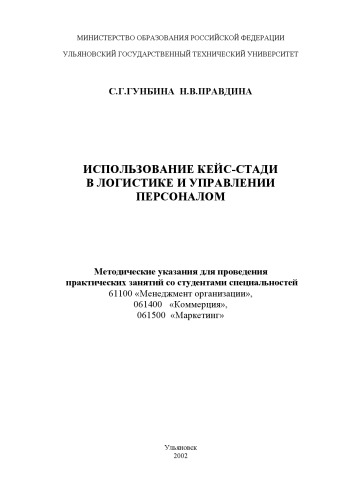 МИНИСТЕРСТВО ОБРАЗОВАНИЯ РОССИЙСКОЙ ФЕДЕРАЦИИ
УЛЬЯНОВСКИЙ ГОСУДАРСТВЕННЫЙ ТЕХНИЧЕСКИЙ УНИВЕРСИТЕТ
С.Г.ГУНБИНА Н.В.ПРАВДИНА
ИСПОЛЬЗОВАНИЕ КЕЙС-СТАДИ
В ЛОГИСТИКЕ И УПРАВЛЕНИИ
ПЕРСОНАЛОМ
Методические указания для проведения
практических занятий со студентами специальностей
61100 «Менеджмент организации»,
061400 «Коммерция»,
061500 «Маркетинг»
Ульяновск
2002